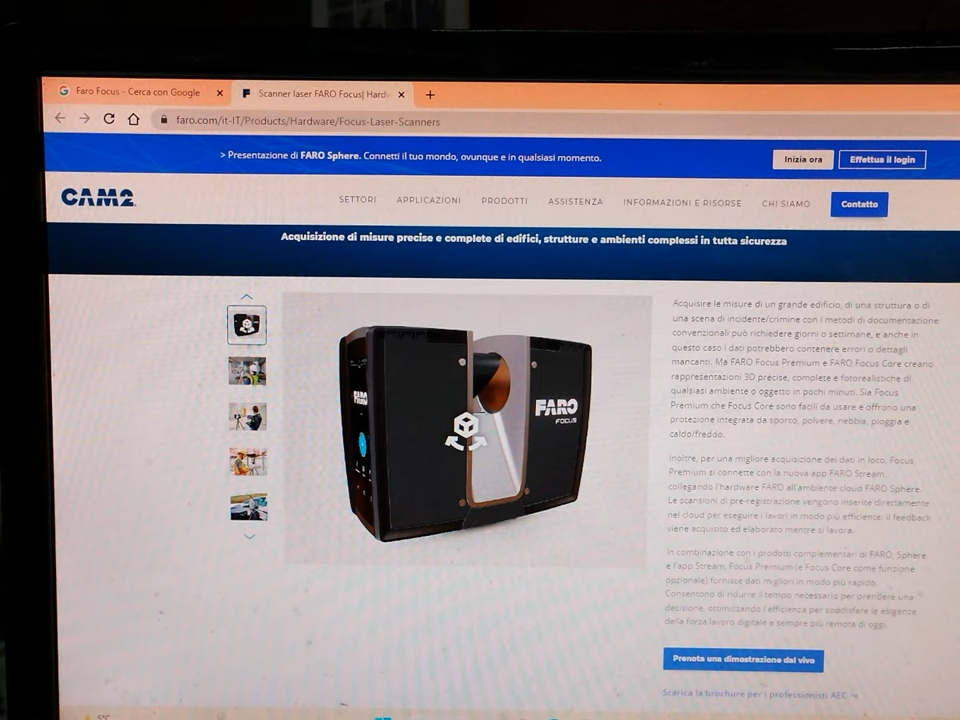 Faro Focus - Cerca con Google
Scanner laser FARO Focus| Hard
faro.com/it-IT/Products/Hardware/Focus-Laser-Scanners
> Presentazione di FARO Sphere. Connetti il tuo mondo, ovunque e in qualsiasi momento.
Inizia ora
Effettua il login
CAM2
SETTORI
APPLICAZIONI
PRODOTTI
ASSISTENZA
INFORMAZIONI E RISORSE
CHI SIAMO
Contatto
Acquisizione di misure precise e complete di edifici, strutture e ambienti complessi in tutta sicurezza
FARO
FARO
FOCUS
Acquisire le misure di un grande edificio, di una struttura o di
una scena di incidente/crimine con i metodi di documentazione
convenzionali può richiedere giorni o settimane, e anche in
questo caso i dati potrebbero contenere errori o dettagli
mancanti. Ma FARO Focus Premium e FARO Focus Core creano
rappresentazioni 3D precise, complete e fotorealistiche di
qualsiasi ambiente o oggetto in pochi minuti. Sia Focus
Premium che Focus Core sono facili da usare e offrono una
protezione integrata da sporco, polvere, nebbia, pioggia e
caldo/freddo.
Inoltre, per una migliore acquisizione dei dati in loco, Focus
Premium si connette con la nuova app FARO Stream,
collegando l'hardware FARO all'ambiente cloud FARO Sphere.
Le scansioni di pre-registrazione vengono inserite direttamente
nel cloud per eseguire i lavori in modo più efficiente: il feedback
viene acquisito ed elaborato mentre si lavora.
In combinazione con i prodotti complementari di FARO, Sphere
e l'app Stream, Focus Premium (e Focus Core come funzione
opzionale) fornisce dati migliori in modo più rapido.
Consentono di ridurre il tempo necessario per prendere una
decisione, ottimizzando l'efficienza per soddisfare le esigenze
della forza lavoro digitale e sempre più remota di oggi.
Prenota una dimostrazione dal vivo
Scarica la brochure per i professionisti AEC →
5°C